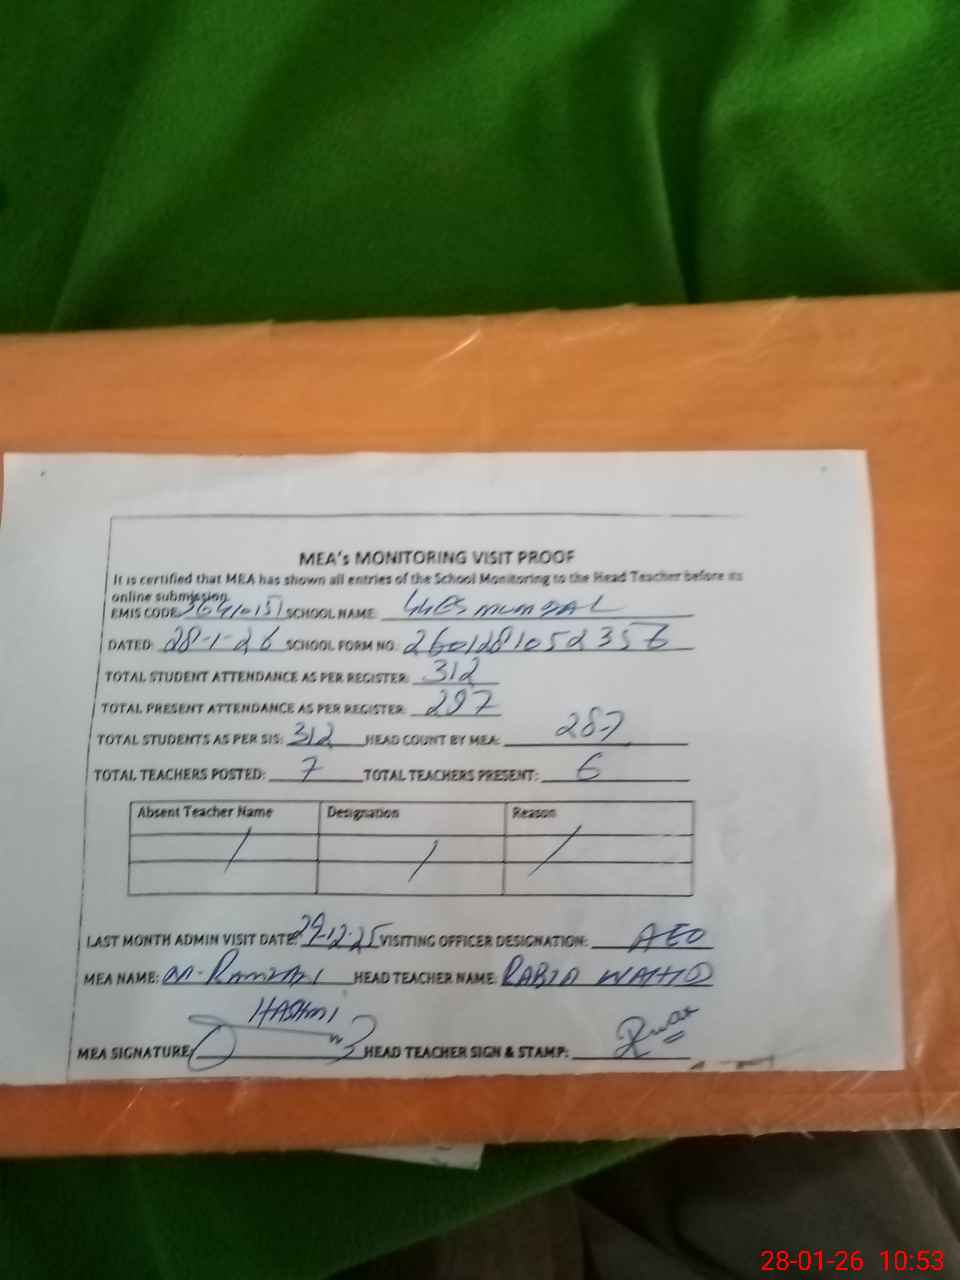 MEA's MONITORING VISIT PROOF
It is certified that MEA has shown all entries of the School Monitoring to the Head Teacher before its
online submission.
EMIS CODE: SCHOOL NAME:
DATED: 28-1-26 SCHOOL FORM NO:
TOTAL STUDENT ATTENDANCE AS PER REGISTER: 312
TOTAL PRESENT ATTENDANCE AS PER REGISTER:
TOTAL STUDENTS AS PER SIS: 312 HEAD COUNT BY MEA:
TOTAL TEACHERS POSTED: 7 TOTAL TEACHERS PRESENT: 6
Absent Teacher Name Designation Reason
/ / /
LAST MONTH ADMIN VISIT DATE: 29-12-25 VISITING OFFICER DESIGNATION: AEO
MEA NAME: HEAD TEACHER NAME: RABIA WAHID
HASHMI
MEA SIGNATURE HEAD TEACHER SIGN & STAMP:
28-01-26 10:53